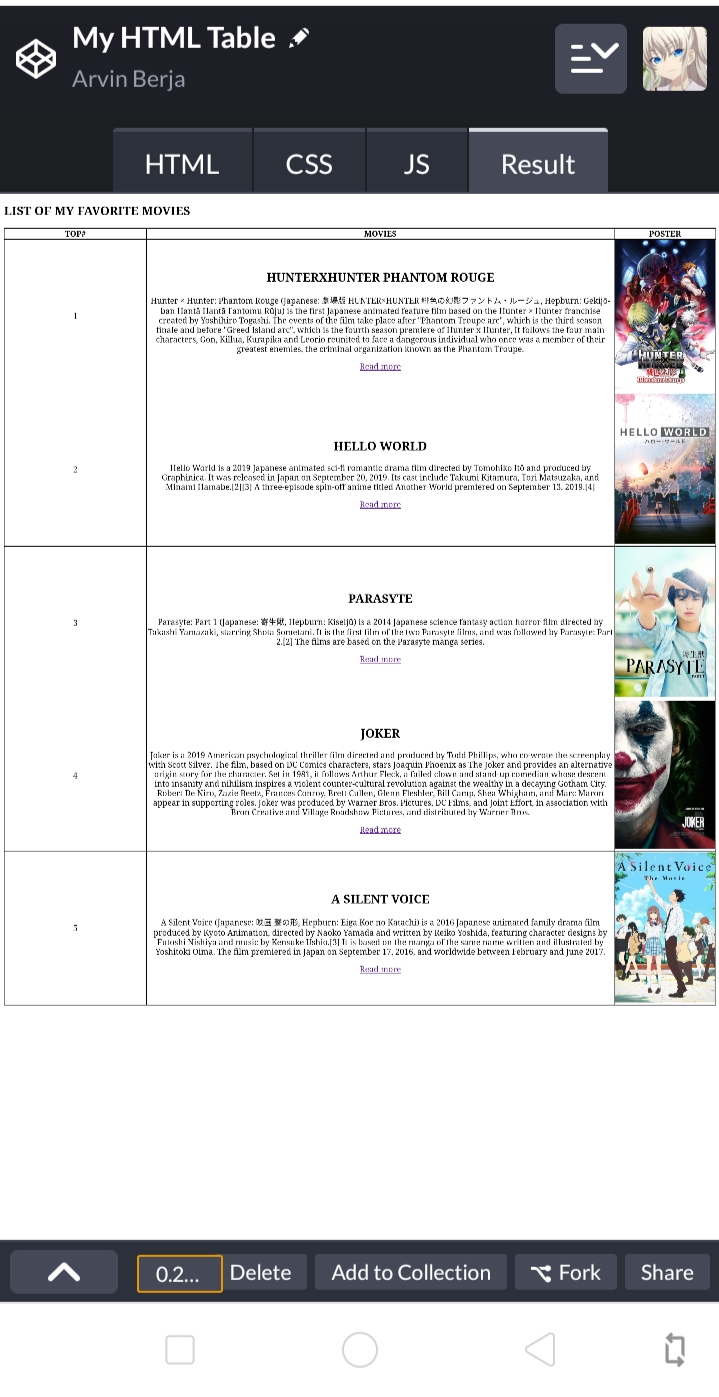 My HTML Table
Arvin Berja
HTML
CSS
JS
Result
LIST OF MY FAVORITE MOVIES
TOP#
MOVIES
POSTER
1
HUNTERXHUNTER PHANTOM ROUGE
Hunter × Hunter: Phantom Rouge (Japanese: 劇場版 HUNTER×HUNTER 緋色の幻影ファントム・ルージュ, Hepburn: Gekijō-
ban Hantā Hantā Fantomu Rūju) is the first Japanese animated feature film based on the Hunter × Hunter franchise
created by Yoshihiro Togashi. The events of the film take place after "Phantom Troupe arc", which is the third season
finale and before "Greed Island arc", which is the fourth season premiere of Hunter x Hunter, It follows the four main
characters, Gon, Killua, Kurapika and Leorio reunited to face a dangerous individual who once was a member of their
greatest enemies, the criminal organization known as the Phantom Troupe.
Read more
HUNTER
HUNTER
2
HELLO WORLD
Hello World is a 2019 Japanese animated sci-fi romantic drama film directed by Tomohiko Itō and produced by
Graphinica. It was released in Japan on September 20, 2019. Its cast include Takumi Kitamura, Tori Matsuzaka, and
Minami Hamabe.[2][3] A three-episode spin-off anime titled Another World premiered on September 13, 2019.[4]
Read more
HELLO WORLD
ハロー・ワールド
3
PARASYTE
Parasyte: Part 1 (Japanese: 寄生獣, Hepburn: Kiseijū) is a 2014 Japanese science fantasy action horror film directed by
Takashi Yamazaki, starring Shota Sometani. It is the first film of the two Parasyte films, and was followed by Parasyte: Part
2.[2] The films are based on the Parasyte manga series.
Read more
寄生獣
PARASYTE
PART 1
4
JOKER
Joker is a 2019 American psychological thriller film directed and produced by Todd Phillips, who co-wrote the screenplay
with Scott Silver. The film, based on DC Comics characters, stars Joaquin Phoenix as The Joker and provides an alternative
origin story for the character. Set in 1981, it follows Arthur Fleck, a failed clown and stand-up comedian whose descent
into insanity and nihilism inspires a violent counter-cultural revolution against the wealthy in a decaying Gotham City.
Robert De Niro, Zazie Beetz, Frances Conroy, Brett Cullen, Glenn Fleshler, Bill Camp, Shea Whigham, and Marc Maron
appear in supporting roles. Joker was produced by Warner Bros. Pictures, DC Films, and Joint Effort, in association with
Bron Creative and Village Roadshow Pictures, and distributed by Warner Bros.
Read more
JOKER
5
A SILENT VOICE
A Silent Voice (Japanese: 映画 聲の形, Hepburn: Eiga Koe no Katachi) is a 2016 Japanese animated family drama film
produced by Kyoto Animation, directed by Naoko Yamada and written by Reiko Yoshida, featuring character designs by
Futoshi Nishiya and music by Kensuke Ushio.[3] It is based on the manga of the same name written and illustrated by
Yoshitoki Ōima. The film premiered in Japan on September 17, 2016, and worldwide between February and June 2017.
Read more
A Silent Voice
The Movie
0.2...
Delete
Add to Collection
Fork
Share